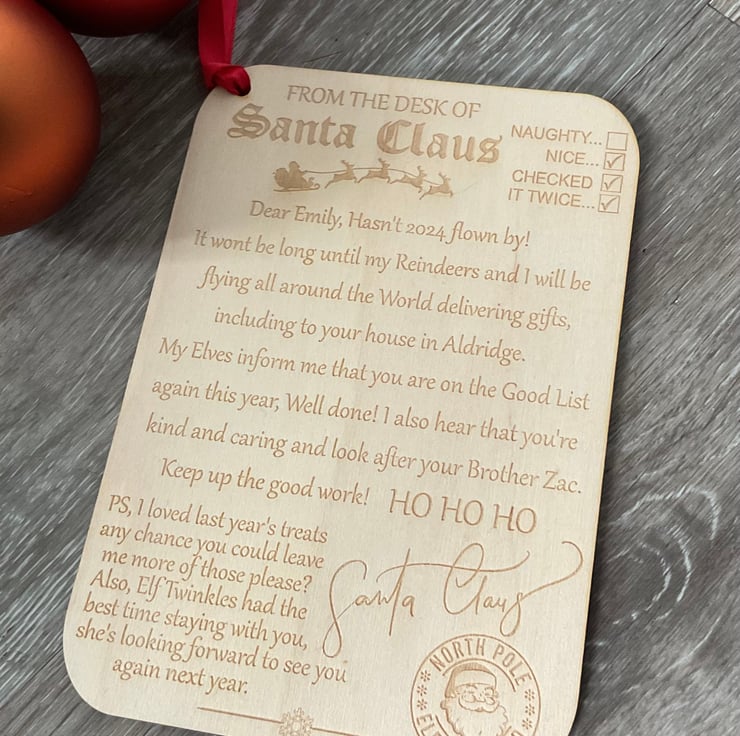 FROM THE DESK OF
Santa Claus
NAUGHTY...
NICE...
CHECKED
IT TWICE...
Dear Emily, Hasn't 2024 flown by!
It wont be long until my Reindeers and I will be
flying all around the World delivering gifts,
including to your house in Aldridge.
My Elves inform me that you are on the Good List
again this year, Well done! I also hear that you're
kind and caring and look after your Brother Zac.
Keep up the good work!
HO HO HO
PS, I loved last year's treats
any chance you could leave
me more of those please?
Also, Elf Twinkles had the
best time staying with you,
she's looking forward to see you
again next year.
Santa Claus
NORTH POLE